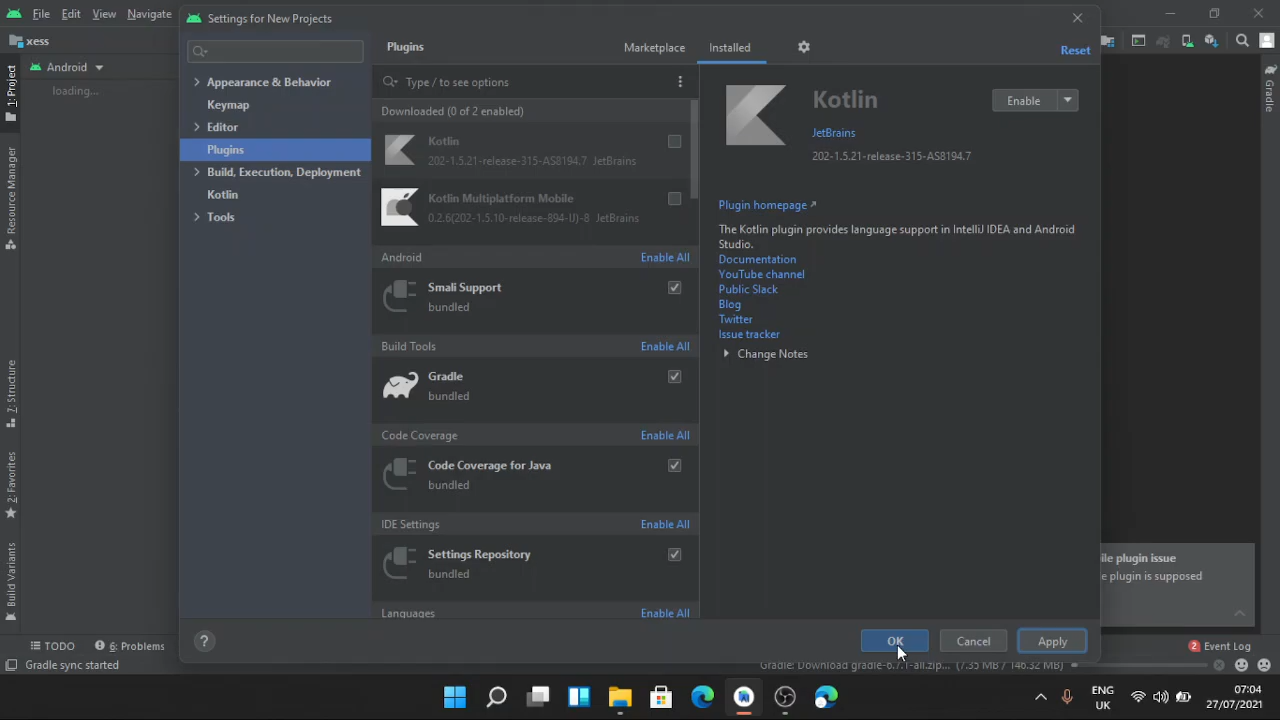 File Edit View Navigate
Settings for New Projects
xess
Android
loading...
1: Project
Resource Manager
7: Structure
2: Favorites
Build Variants
Gradle
Appearance & Behavior
Keymap
Editor
Plugins
Build, Execution, Deployment
Kotlin
Tools
Plugins
Marketplace
Installed
Reset
Type / to see options
Downloaded (0 of 2 enabled)
Kotlin
202-1.5.21-release-315-AS8194.7 JetBrains
Kotlin Multiplatform Mobile
0.2.6(202-1.5.10-release-894-IJ)-8 JetBrains
Android Enable All
Smali Support
bundled
Build Tools Enable All
Gradle
bundled
Code Coverage Enable All
Code Coverage for Java
bundled
IDE Settings Enable All
Settings Repository
bundled
Languages Enable All
Kotlin
Enable
JetBrains
202-1.5.21-release-315-AS8194.7
Plugin homepage
The Kotlin plugin provides language support in IntelliJ IDEA and Android
Studio.
Documentation
YouTube channel
Public Slack
Blog
Twitter
Issue tracker
Change Notes
ile plugin issue
e plugin is supposed
?
OK
Cancel
Apply
TODO
6: Problems
2 Event Log
Gradle sync started
Gradle: Download gradle-6.7.1-all.zip... (7.35 MB / 146.32 MB)
ENG
UK
07:04
27/07/2021